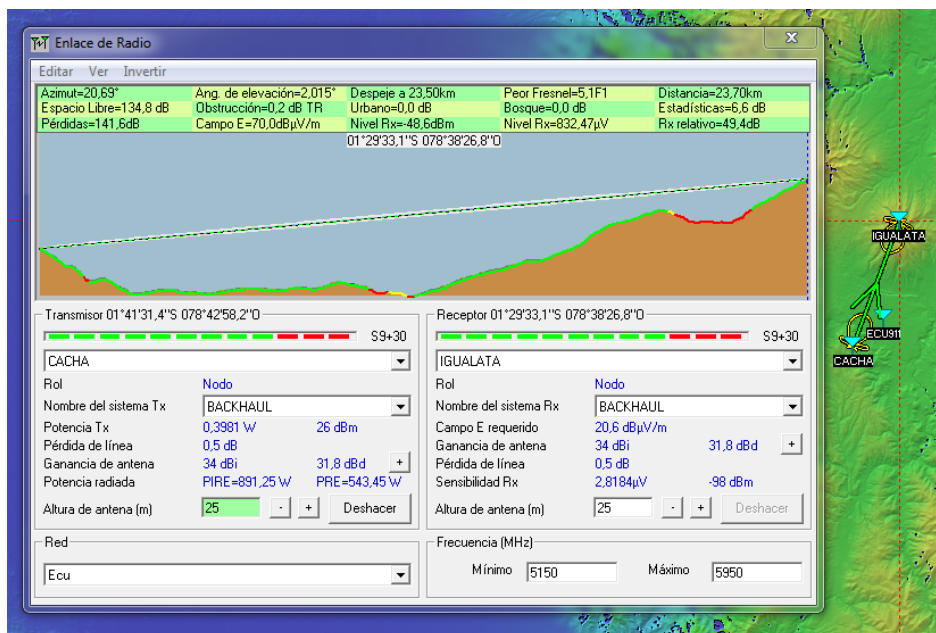 Enlace de Radio
Editar Ver Invertir
Azimut=20,69° Ang. de elevación=2,015° Despeje a 23,50km Peor Fresnel=5,1F1 Distancia=23,70km
Espacio Libre=134,8 dB Obstrucción=0,2 dB TR Urbano=0,0 dB Bosque=0,0 dB Estadísticas=6,6 dB
Pérdidas=141,6dB Campo E=70,0dBµV/m Nivel Rx=-48,6dBm Nivel Rx=832,47µV Rx relativo=49,4dB
01°29'33,1''S 078°38'26,8''O
Transmisor 01°41'31,4''S 078°42'58,2''O
S9+30
CACHA
Rol Nodo
Nombre del sistema Tx BACKHAUL
Potencia Tx 0,3981 W 26 dBm
Pérdida de línea 0,5 dB
Ganancia de antena 34 dBi 31,8 dBd +
Potencia radiada PIRE=891,25 W PRE=543,45 W
Altura de antena (m) 25 - + Deshacer
Red
Ecu
Receptor 01°29'33,1''S 078°38'26,8''O
S9+30
IGUALATA
Rol Nodo
Nombre del sistema Rx BACKHAUL
Campo E requerido 20,6 dBµV/m
Ganancia de antena 34 dBi 31,8 dBd +
Pérdida de línea 0,5 dB
Sensibilidad Rx 2,8184µV -98 dBm
Altura de antena (m) 25 - + Deshacer
Frecuencia (MHz)
Mínimo 5150 Máximo 5950
IGUALATA
ECU911
CACHA